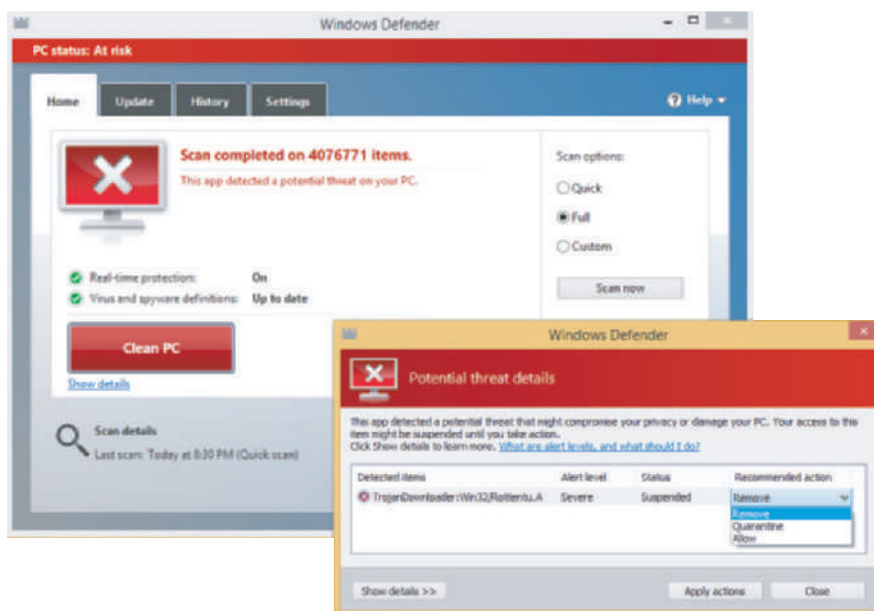 Windows Defender
PC status: At risk
Home Update History Settings Help
Scan completed on 4076771 items.
This app detected a potential threat on your PC.
Scan options:
Quick
Full
Custom
Scan now
Real-time protection: On
Virus and spyware definitions: Up to date
Clean PC
Show details
Scan details
Last scan: Today at 8:30 PM (Quick scan)
Windows Defender
Potential threat details
This app detected a potential threat that might compromise your privacy or damage your PC. Your access to this
item might be suspended until you take action.
Click Show details to learn more. What are alert levels, and what should I do?
Detected items Alert level Status Recommended action
TrojanDownloader:Win32/Rottentu.A Severe Suspended Remove
Remove
Quarantine
Allow
Show details >> Apply actions Close